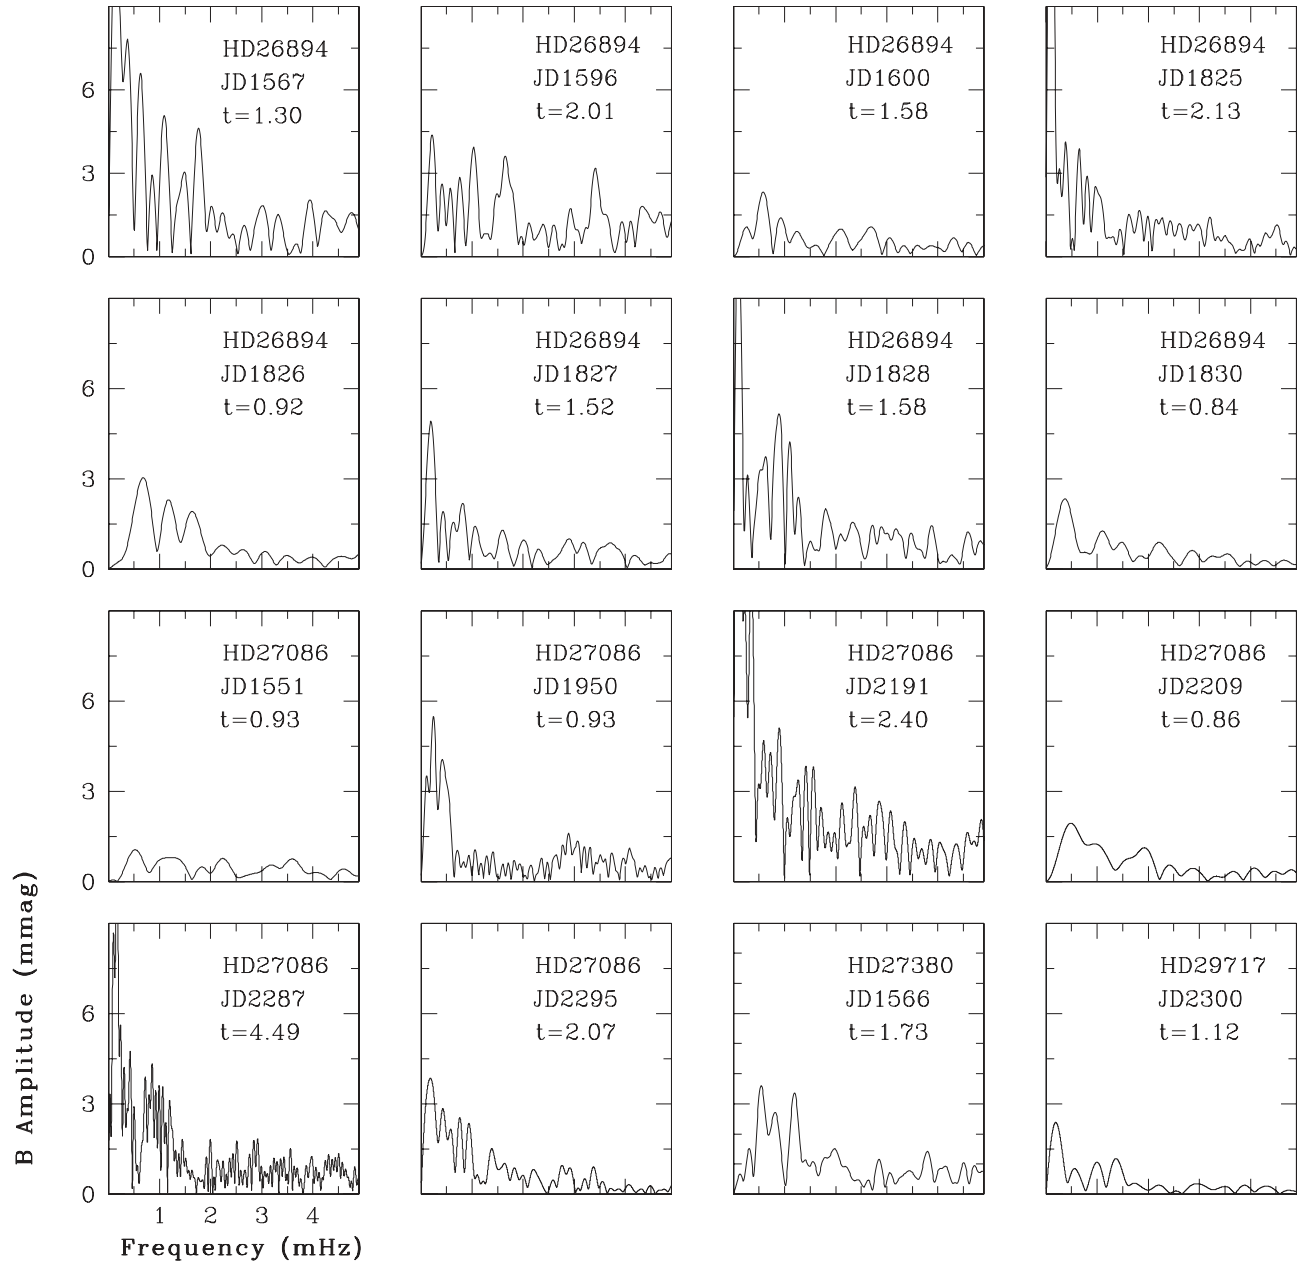 HD26894
JD1567
t=1.30
HD26894
JD1596
t=2.01
HD26894
JD1600
t=1.58
HD26894
JD1825
t=2.13
6
3
0
HD26894
JD1826
t=0.92
HD26894
JD1827
t=1.52
HD26894
JD1828
t=1.58
HD26894
JD1830
t=0.84
6
3
0
HD27086
JD1551
t=0.93
HD27086
JD1950
t=0.93
HD27086
JD2191
t=2.40
HD27086
JD2209
t=0.86
6
3
0
HD27086
JD2287
t=4.49
HD27086
JD2295
t=2.07
HD27380
JD1566
t=1.73
HD29717
JD2300
t=1.12
6
3
0
1 2 3 4
Frequency (mHz)
B Amplitude (mmag)